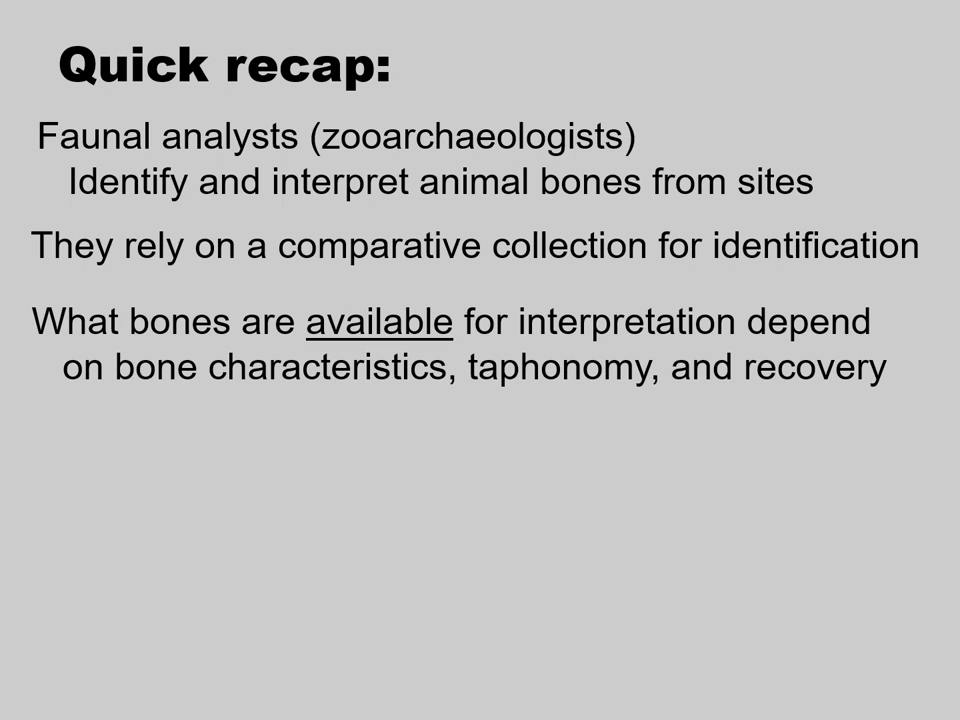 Quick recap:
Faunal analysts (zooarchaeologists)
Identify and interpret animal bones from sites
They rely on a comparative collection for identification
What bones are available for interpretation depend
on bone characteristics, taphonomy, and recovery